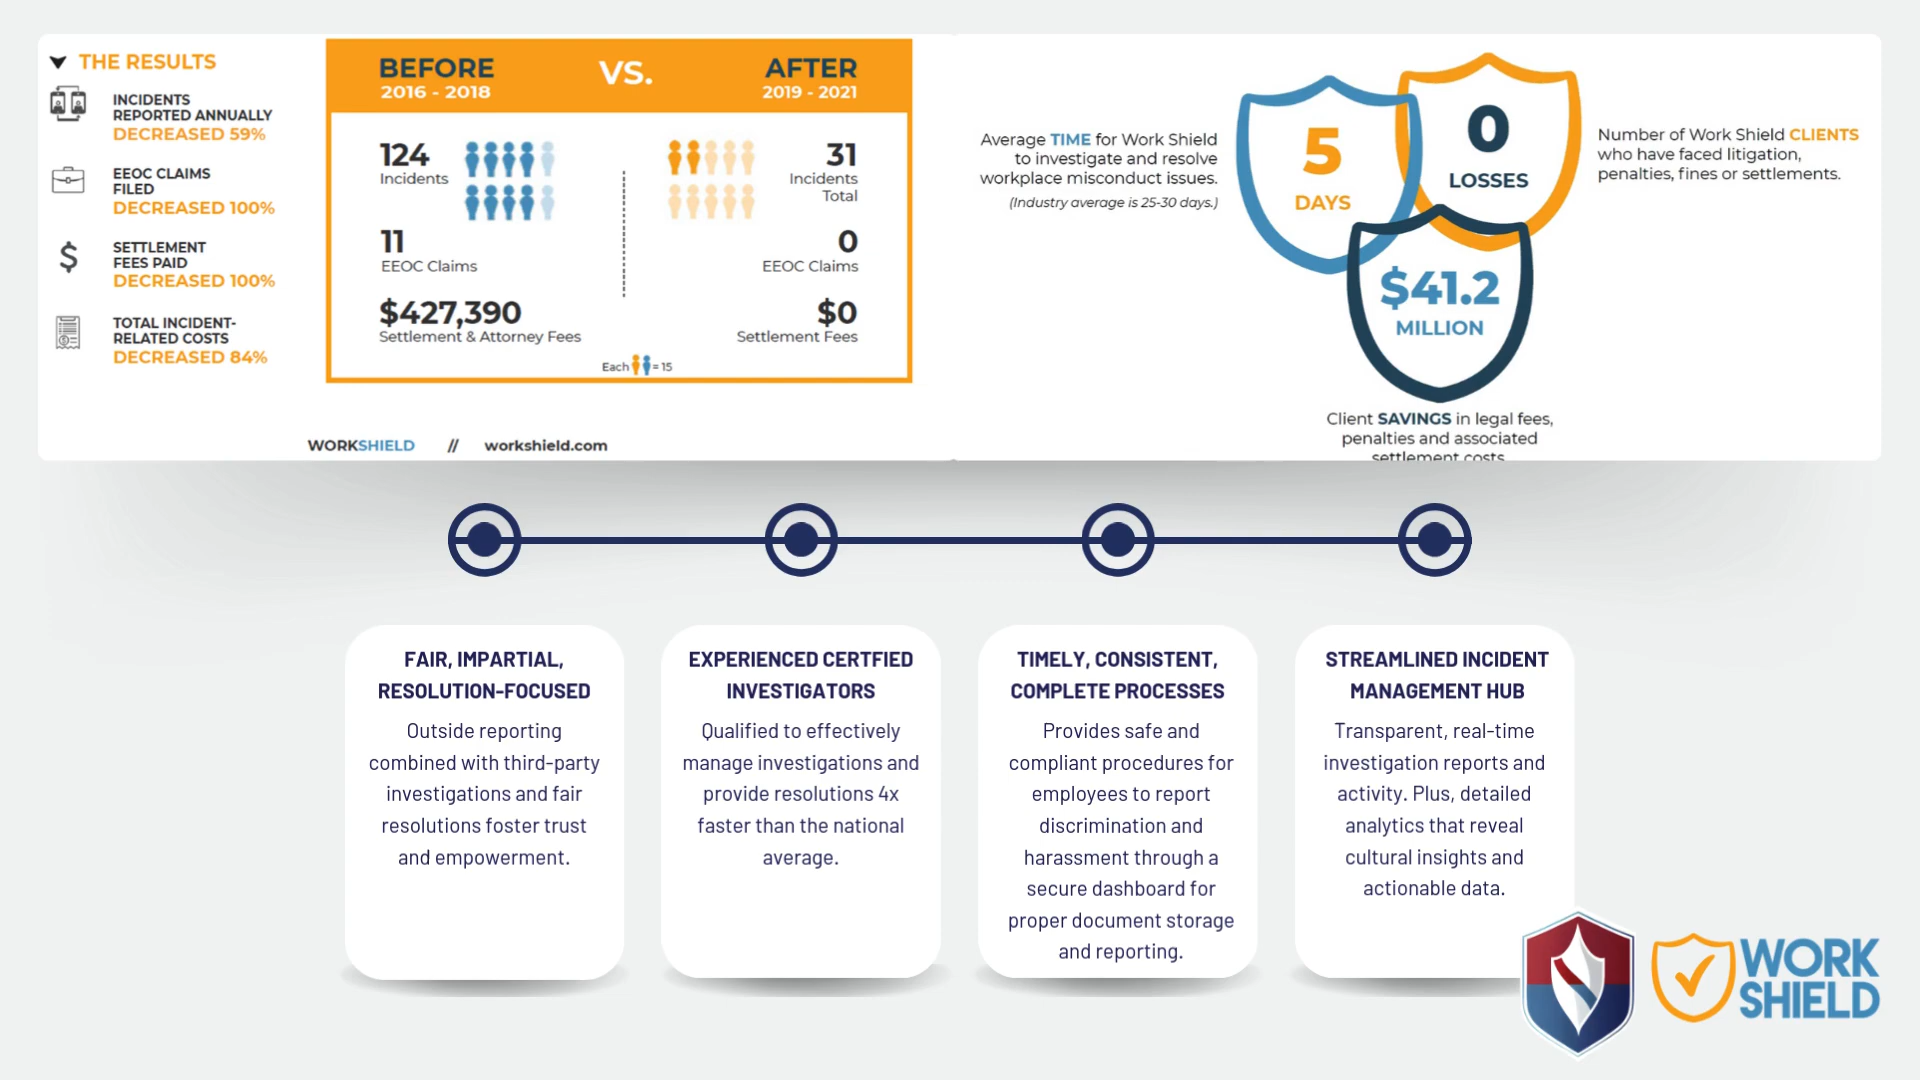 THE RESULTS
INCIDENTS
REPORTED ANNUALLY
DECREASED 59%
EEOC CLAIMS
FILED
DECREASED 100%
SETTLEMENT
FEES PAID
DECREASED 100%
TOTAL INCIDENT-
RELATED COSTS
DECREASED 84%
BEFORE
2016 - 2018
VS.
AFTER
2019 - 2021
124
Incidents
11
EEOC Claims
$427,390
Settlement & Attorney Fees
31
Incidents
Total
0
EEOC Claims
$0
Settlement Fees
Each = 15
WORKSHIELD // workshield.com
Average TIME for Work Shield
to investigate and resolve
workplace misconduct issues.
(Industry average is 25-30 days.)
5
DAYS
0
LOSSES
Number of Work Shield CLIENTS
who have faced litigation,
penalties, fines or settlements.
$41.2
MILLION
Client SAVINGS in legal fees,
penalties and associated
settlement costs
FAIR, IMPARTIAL,
RESOLUTION-FOCUSED
Outside reporting
combined with third-party
investigations and fair
resolutions foster trust
and empowerment.
EXPERIENCED CERTFIED
INVESTIGATORS
Qualified to effectively
manage investigations and
provide resolutions 4x
faster than the national
average.
TIMELY, CONSISTENT,
COMPLETE PROCESSES
Provides safe and
compliant procedures for
employees to report
discrimination and
harassment through a
secure dashboard for
proper document storage
and reporting.
STREAMLINED INCIDENT
MANAGEMENT HUB
Transparent, real-time
investigation reports and
activity. Plus, detailed
analytics that reveal
cultural insights and
actionable data.
WORK
SHIELD